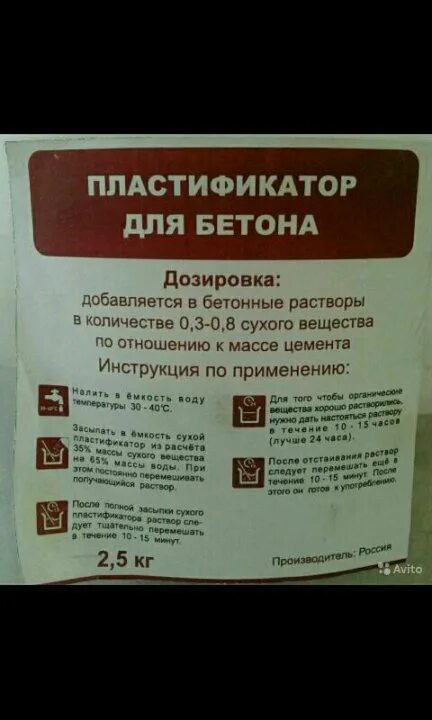 ПЛАСТИФИКАТОР
ДЛЯ БЕТОНА
Дозировка:
добавляется в бетонные растворы
в количестве 0,3-0,8 сухого вещества
по отношению к массе цемента
Инструкция по применению:
Налить в ёмкость воду
температуры 30 - 40°С.
Засыпать в ёмкость сухой
пластификатор из расчёта
35% массы сухого вещества
на 65% массы воды. При
этом постоянно перемешивать
получающийся раствор.
После полной засыпки сухого
пластификатора раствор сле-
дует тщательно перемешать
в течение 10 - 15 минут.
Для того чтобы органические
вещества хорошо растворились,
нужно дать настояться раствору
в течение 10 - 15 часов
(лучше 24 часа).
После отстаивания раствор
следует перемешать ещё в
течение 10 - 15 минут. После
этого он готов к употреблению.
2,5 кг
Производитель: Россия
Avito